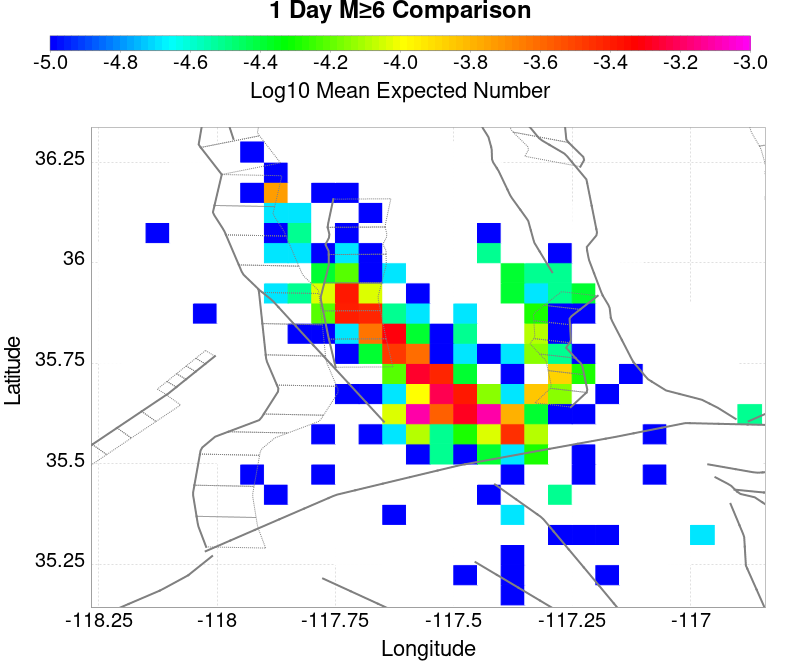 1 Day M≥6 Comparison
-5.0 -4.8 -4.6 -4.4 -4.2 -4.0 -3.8 -3.6 -3.4 -3.2 -3.0
Log10 Mean Expected Number
36.25
36
35.75
35.5
35.25
Latitude
-118.25 -118 -117.75 -117.5 -117.25 -117
Longitude